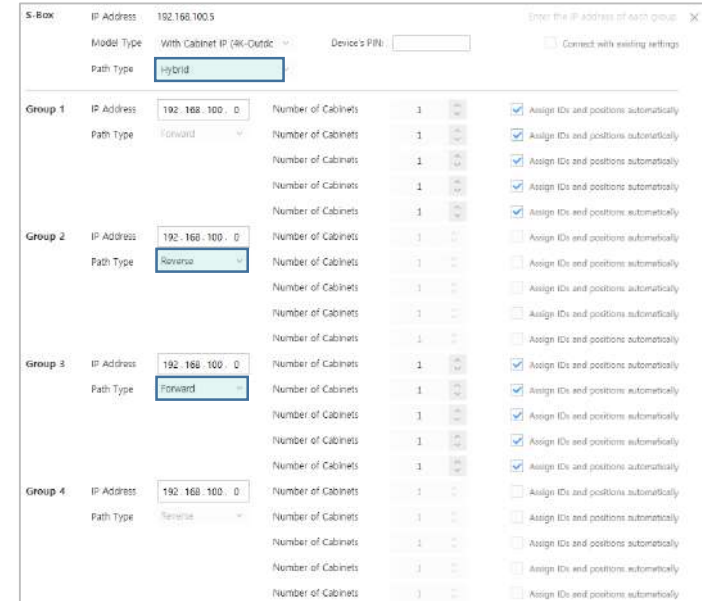 S-Box IP Address 192.168.100.5 Enter the IP address of each group.
Model Type With Cabinet IP (4K-Outdc Device's PIN: Connect with existing settings
Path Type Hybrid
Group 1 IP Address 192 . 168 . 100 . 0 Number of Cabinets 1 Assign IDs and positions automatically
Path Type Forward Number of Cabinets 1 Assign IDs and positions automatically
Number of Cabinets 1 Assign IDs and positions automatically
Number of Cabinets 1 Assign IDs and positions automatically
Number of Cabinets 1 Assign IDs and positions automatically
Group 2 IP Address 192 . 168 . 100 . 0 Number of Cabinets 1 Assign IDs and positions automatically
Path Type Reverse Number of Cabinets 1 Assign IDs and positions automatically
Number of Cabinets 1 Assign IDs and positions automatically
Number of Cabinets 1 Assign IDs and positions automatically
Number of Cabinets 1 Assign IDs and positions automatically
Group 3 IP Address 192 . 168 . 100 . 0 Number of Cabinets 1 Assign IDs and positions automatically
Path Type Forward Number of Cabinets 1 Assign IDs and positions automatically
Number of Cabinets 1 Assign IDs and positions automatically
Number of Cabinets 1 Assign IDs and positions automatically
Number of Cabinets 1 Assign IDs and positions automatically
Group 4 IP Address 192 . 168 . 100 . 0 Number of Cabinets 1 Assign IDs and positions automatically
Path Type Reverse Number of Cabinets 1 Assign IDs and positions automatically
Number of Cabinets 1 Assign IDs and positions automatically
Number of Cabinets 1 Assign IDs and positions automatically
Number of Cabinets 1 Assign IDs and positions automatically